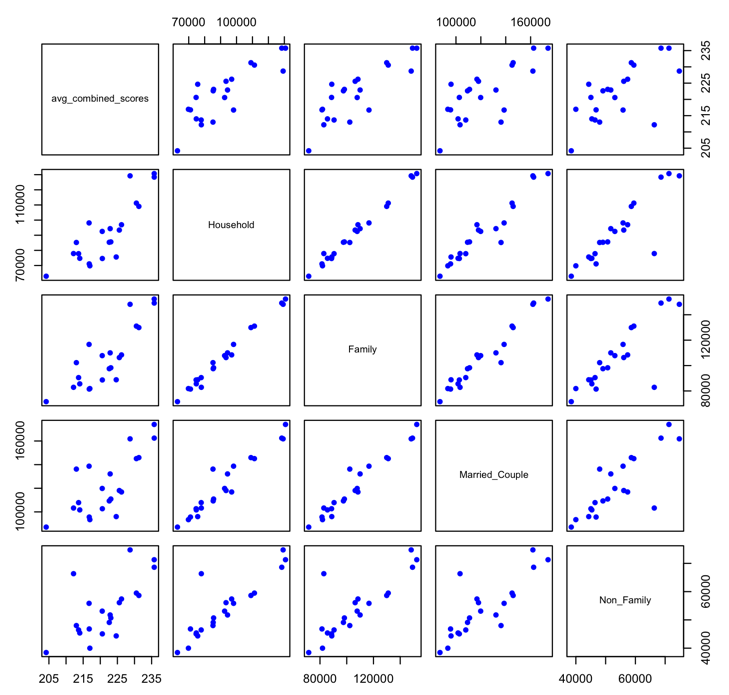 70000 100000
100000 160000
avg_combined_scores
205 215 225 235
70000 110000
Household
Family
80000 120000
100000 160000
Married_Couple
Non_Family
40000 60000
205 215 225 235
80000 120000
40000 60000